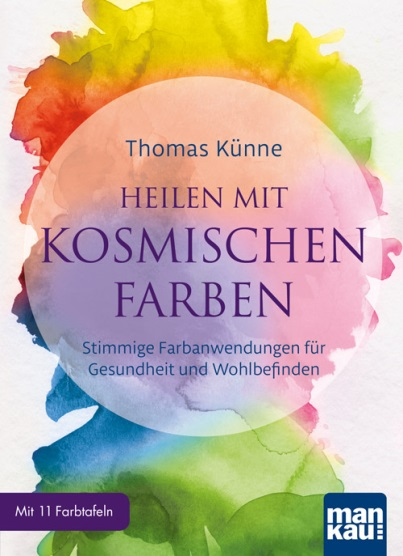 Thomas Künne
HEILEN MIT
KOSMISCHEN
FARBEN
Stimmige Farbanwendungen für
Gesundheit und Wohlbefinden
Mit 11 Farbtafeln
man
kau!